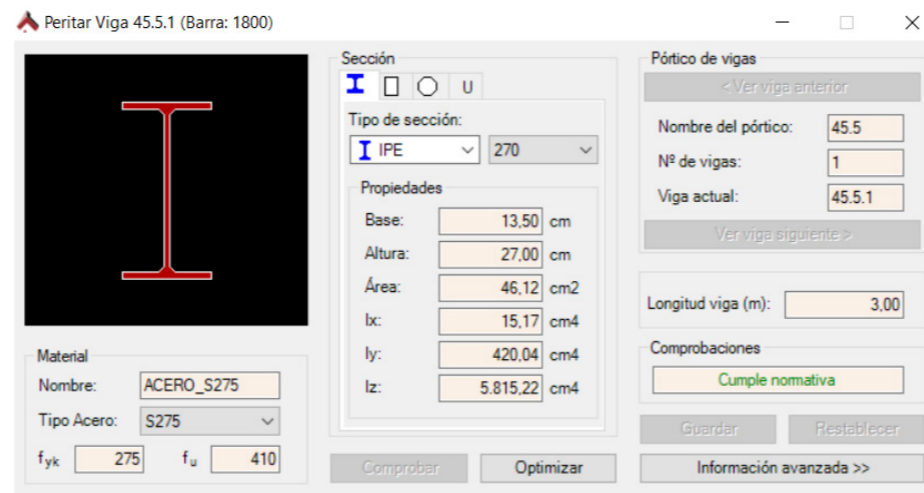 Peritar Viga 45.5.1 (Barra: 1800)
Sección
U
Tipo de sección:
IPE 270
Propiedades
Base: 13,50 cm
Altura: 27,00 cm
Área: 46,12 cm2
Ix: 15,17 cm4
Iy: 420,04 cm4
Iz: 5.815,22 cm4
Comprobar Optimizar
Material
Nombre: ACERO_S275
Tipo Acero: S275
fyk 275 fu 410
Pórtico de vigas
< Ver viga anterior
Nombre del pórtico: 45.5
Nº de vigas: 1
Viga actual: 45.5.1
Ver viga siguiente >
Longitud viga (m): 3,00
Comprobaciones
Cumple normativa
Guardar Restablecer
Información avanzada >>